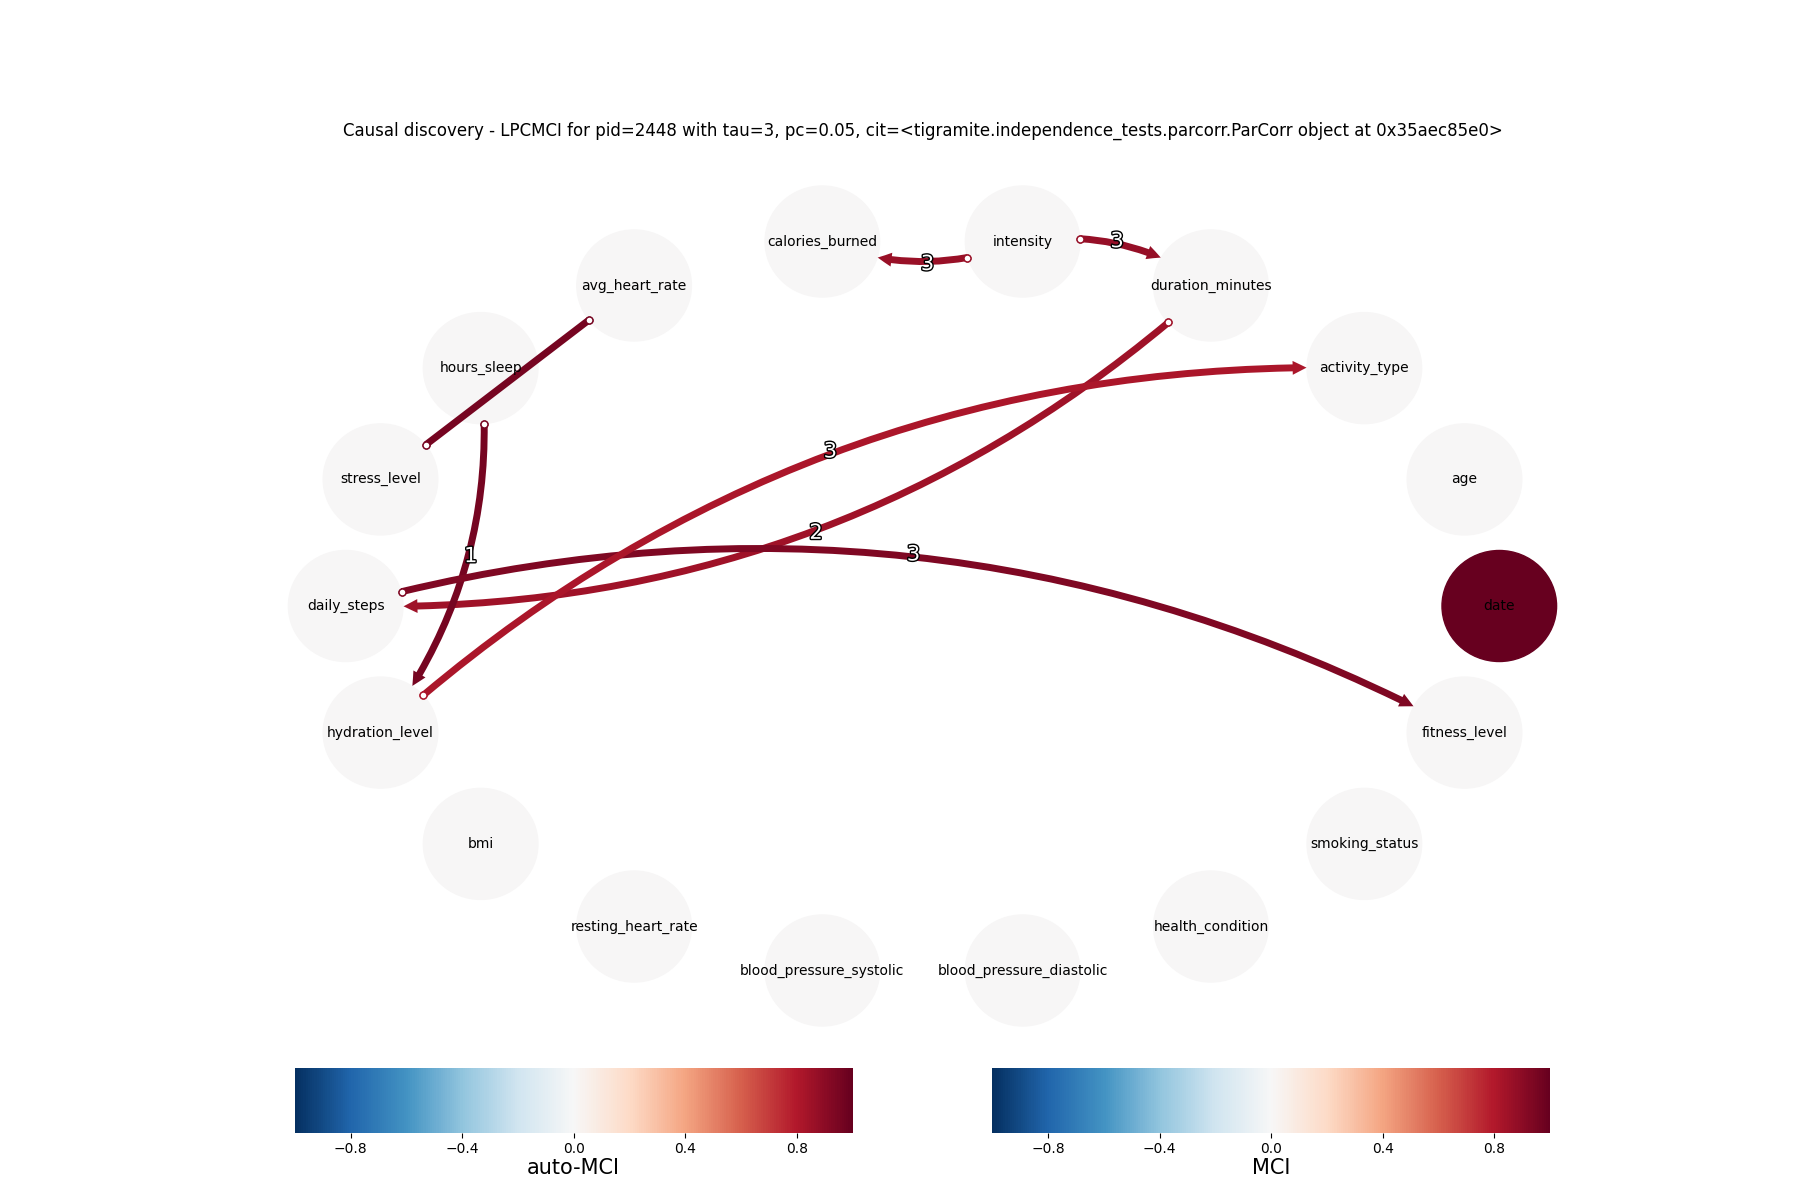 Causal discovery - LPCMCI for pid=2448 with tau=3, pc=0.05, cit=<tigramite.independence_tests.parcorr.ParCorr object at 0x35aec85e0>
calories_burned
intensity
3
3
avg_heart_rate
duration_minutes
hours_sleep
activity_type
3
stress_level
age
2
1
3
daily_steps
date
hydration_level
fitness_level
bmi
smoking_status
resting_heart_rate
health_condition
blood_pressure_systolic
blood_pressure_diastolic
−0.8 −0.4 0.0 0.4 0.8
auto-MCI
−0.8 −0.4 0.0 0.4 0.8
MCI